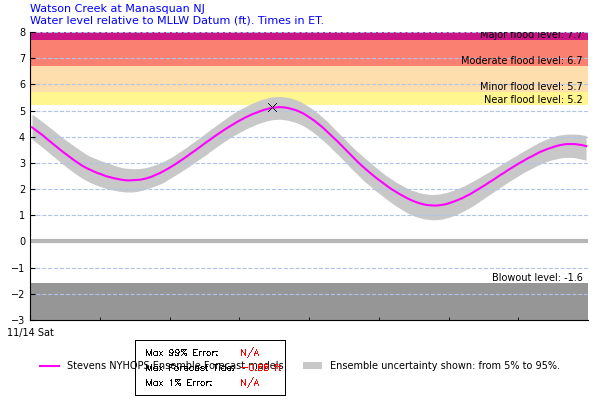 Watson Creek at Manasquan NJ
Water level relative to MLLW Datum (ft). Times in ET.
8
Major flood level: 7.7
7
Moderate flood level: 6.7
6
Minor flood level: 5.7
Near flood level: 5.2
5
4
3
2
1
0
−1
Blowout level: -1.6
−2
−3
11/14 Sat
Max 99% Error: N/A
Stevens NYHOPS Ensemble Forecast models
Max Forecast Tide: ft
Ensemble uncertainty shown: from 5% to 95%.
Max 1% Error: N/A